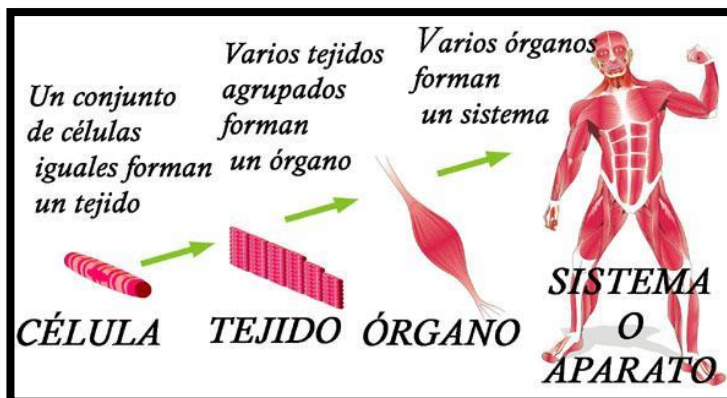 Un conjunto
de células
iguales forman
un tejido
Varios tejidos
agrupados
forman
un órgano
Varios órganos
forman
un sistema
CÉLULA
TEJIDO
ÓRGANO
SISTEMA
O
APARATO